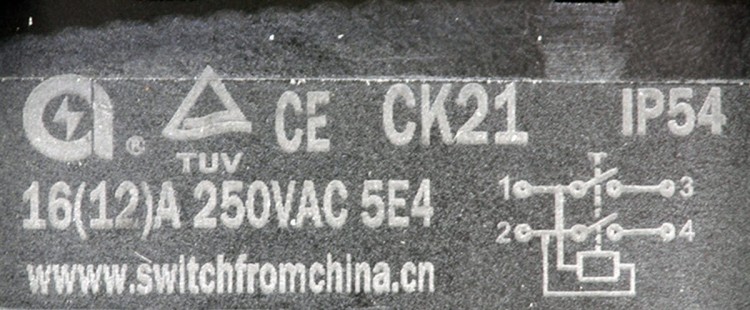 a ® TUV CE CK21 IP54
16(12)A 250VAC 5E4
www.switchfromchina.cn
1 3
2 4